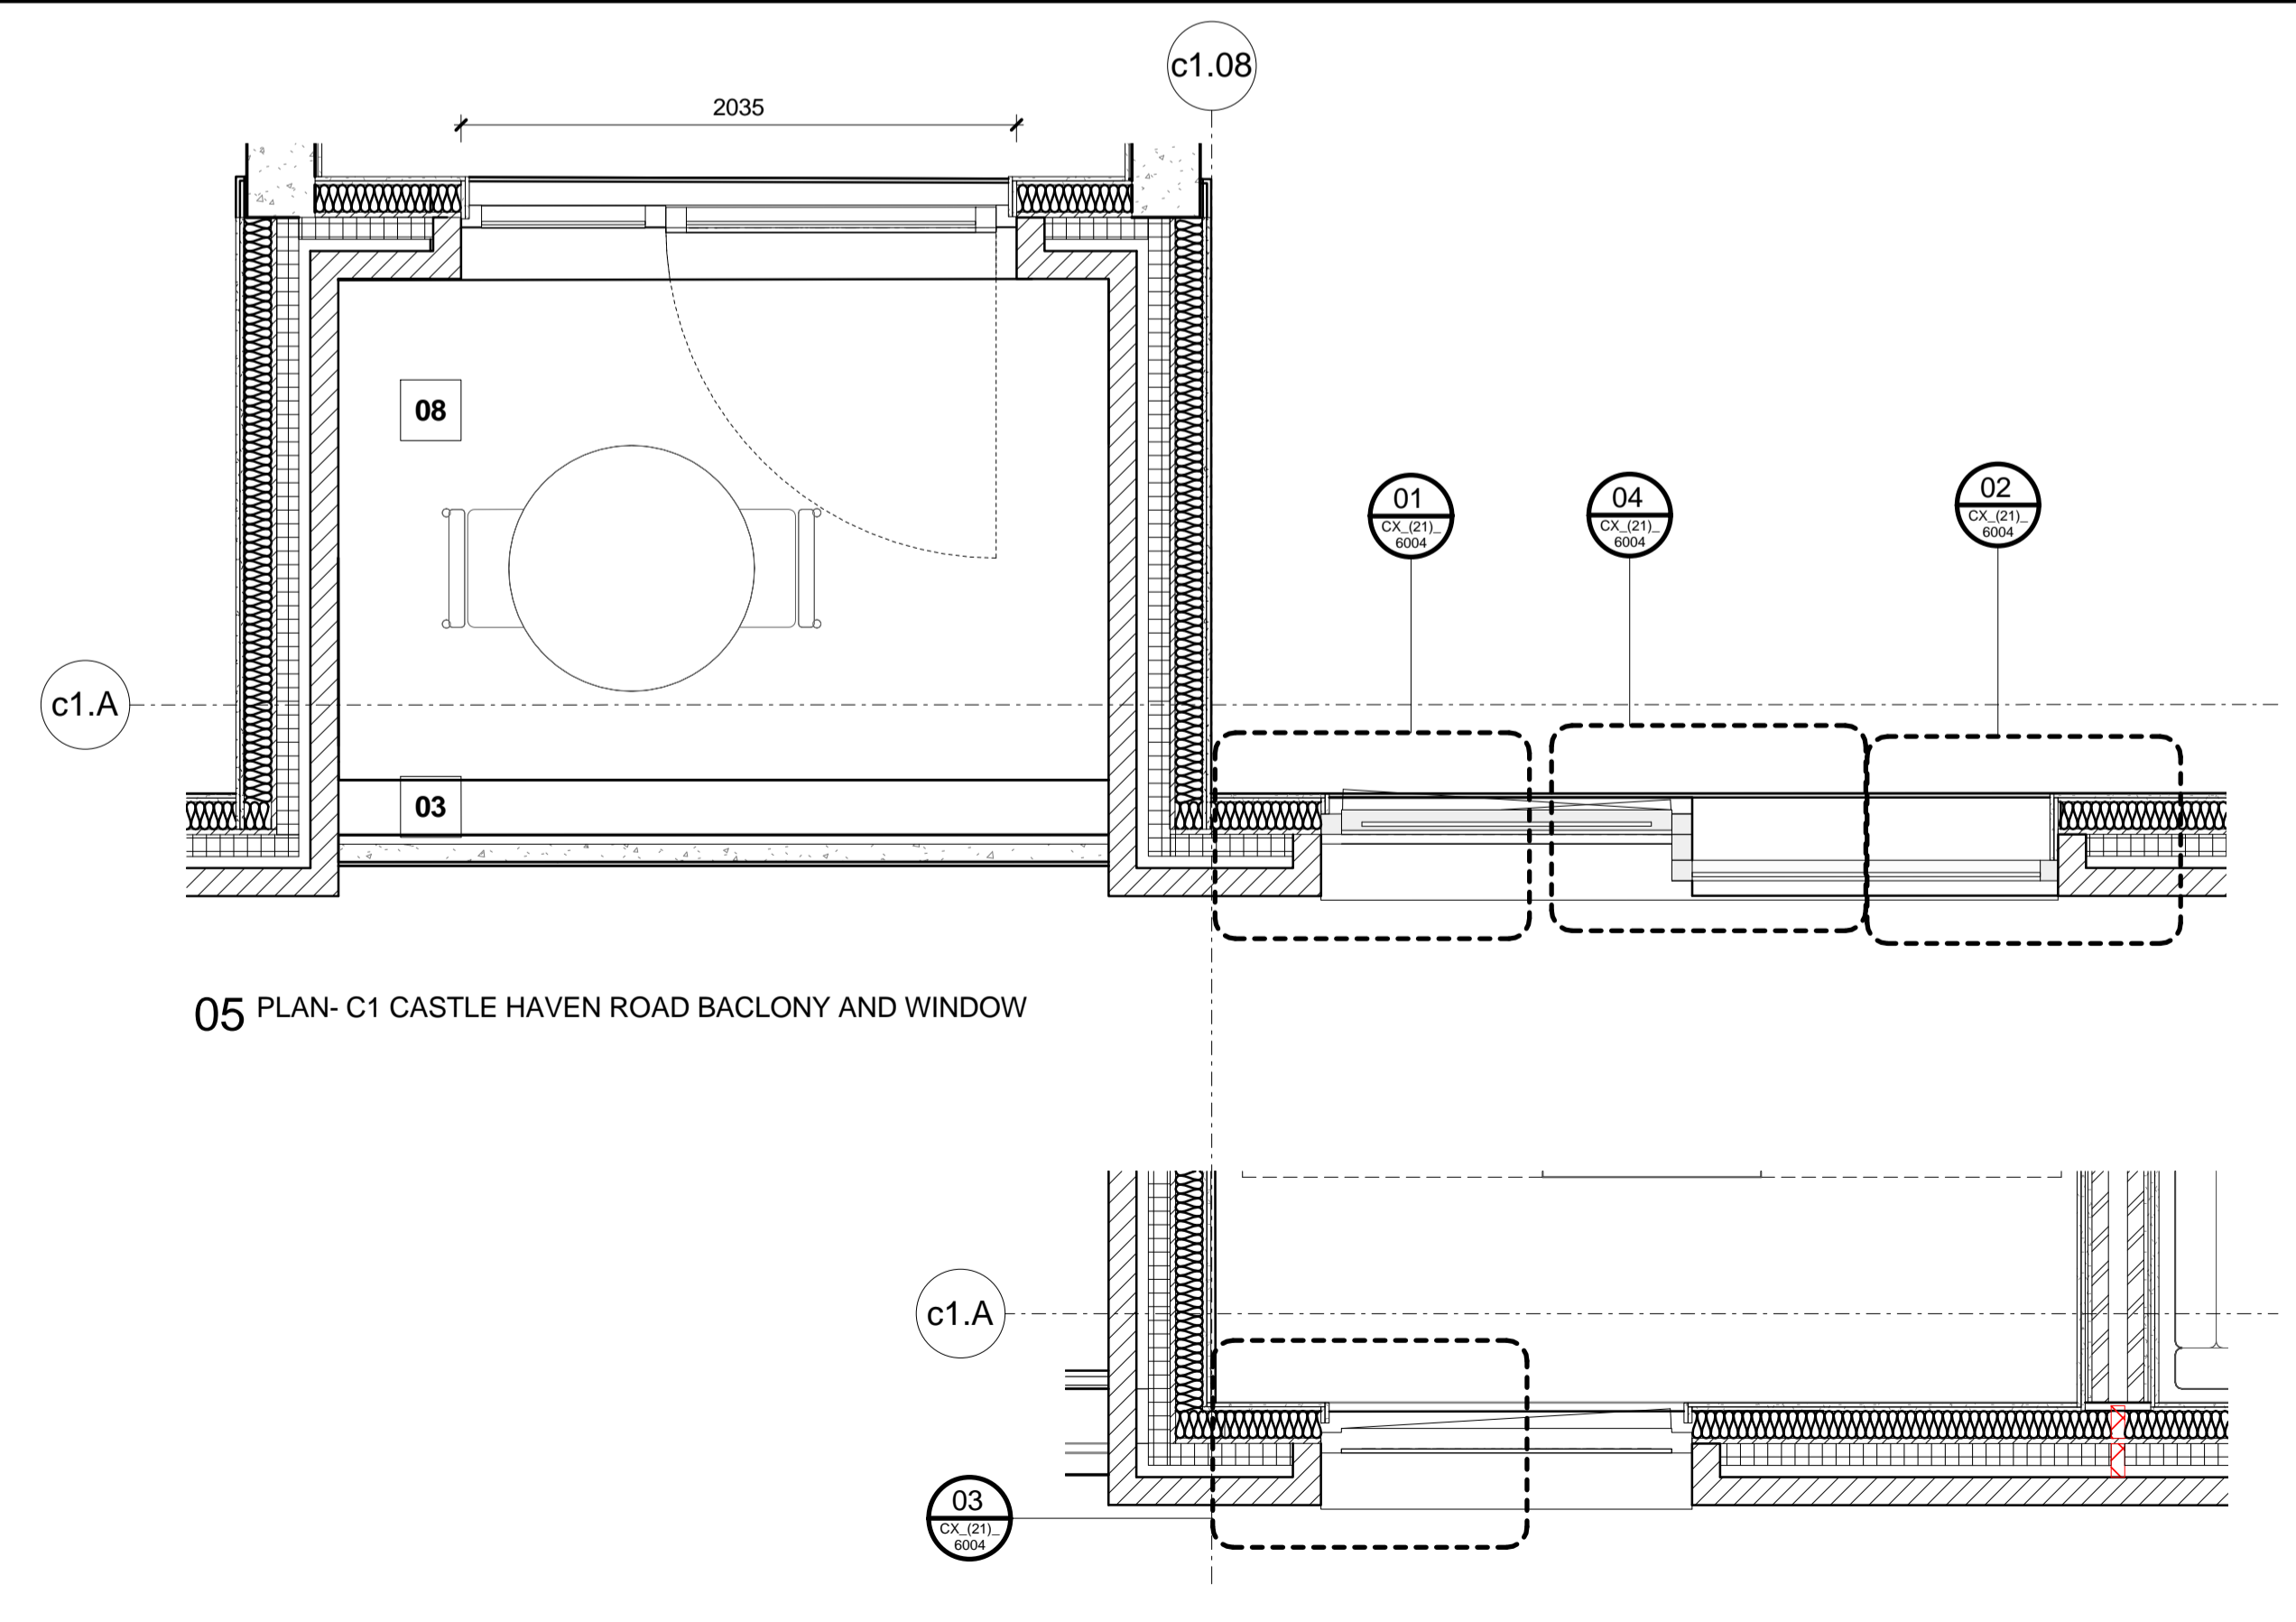 c1.08
2035
08
01
CX_(21)_
6004
04
CX_(21)_
6004
02
CX_(21)_
6004
c1.A
03
05 PLAN- C1 CASTLE HAVEN ROAD BACLONY AND WINDOW
c1.A
03
CX_(21)_
6004